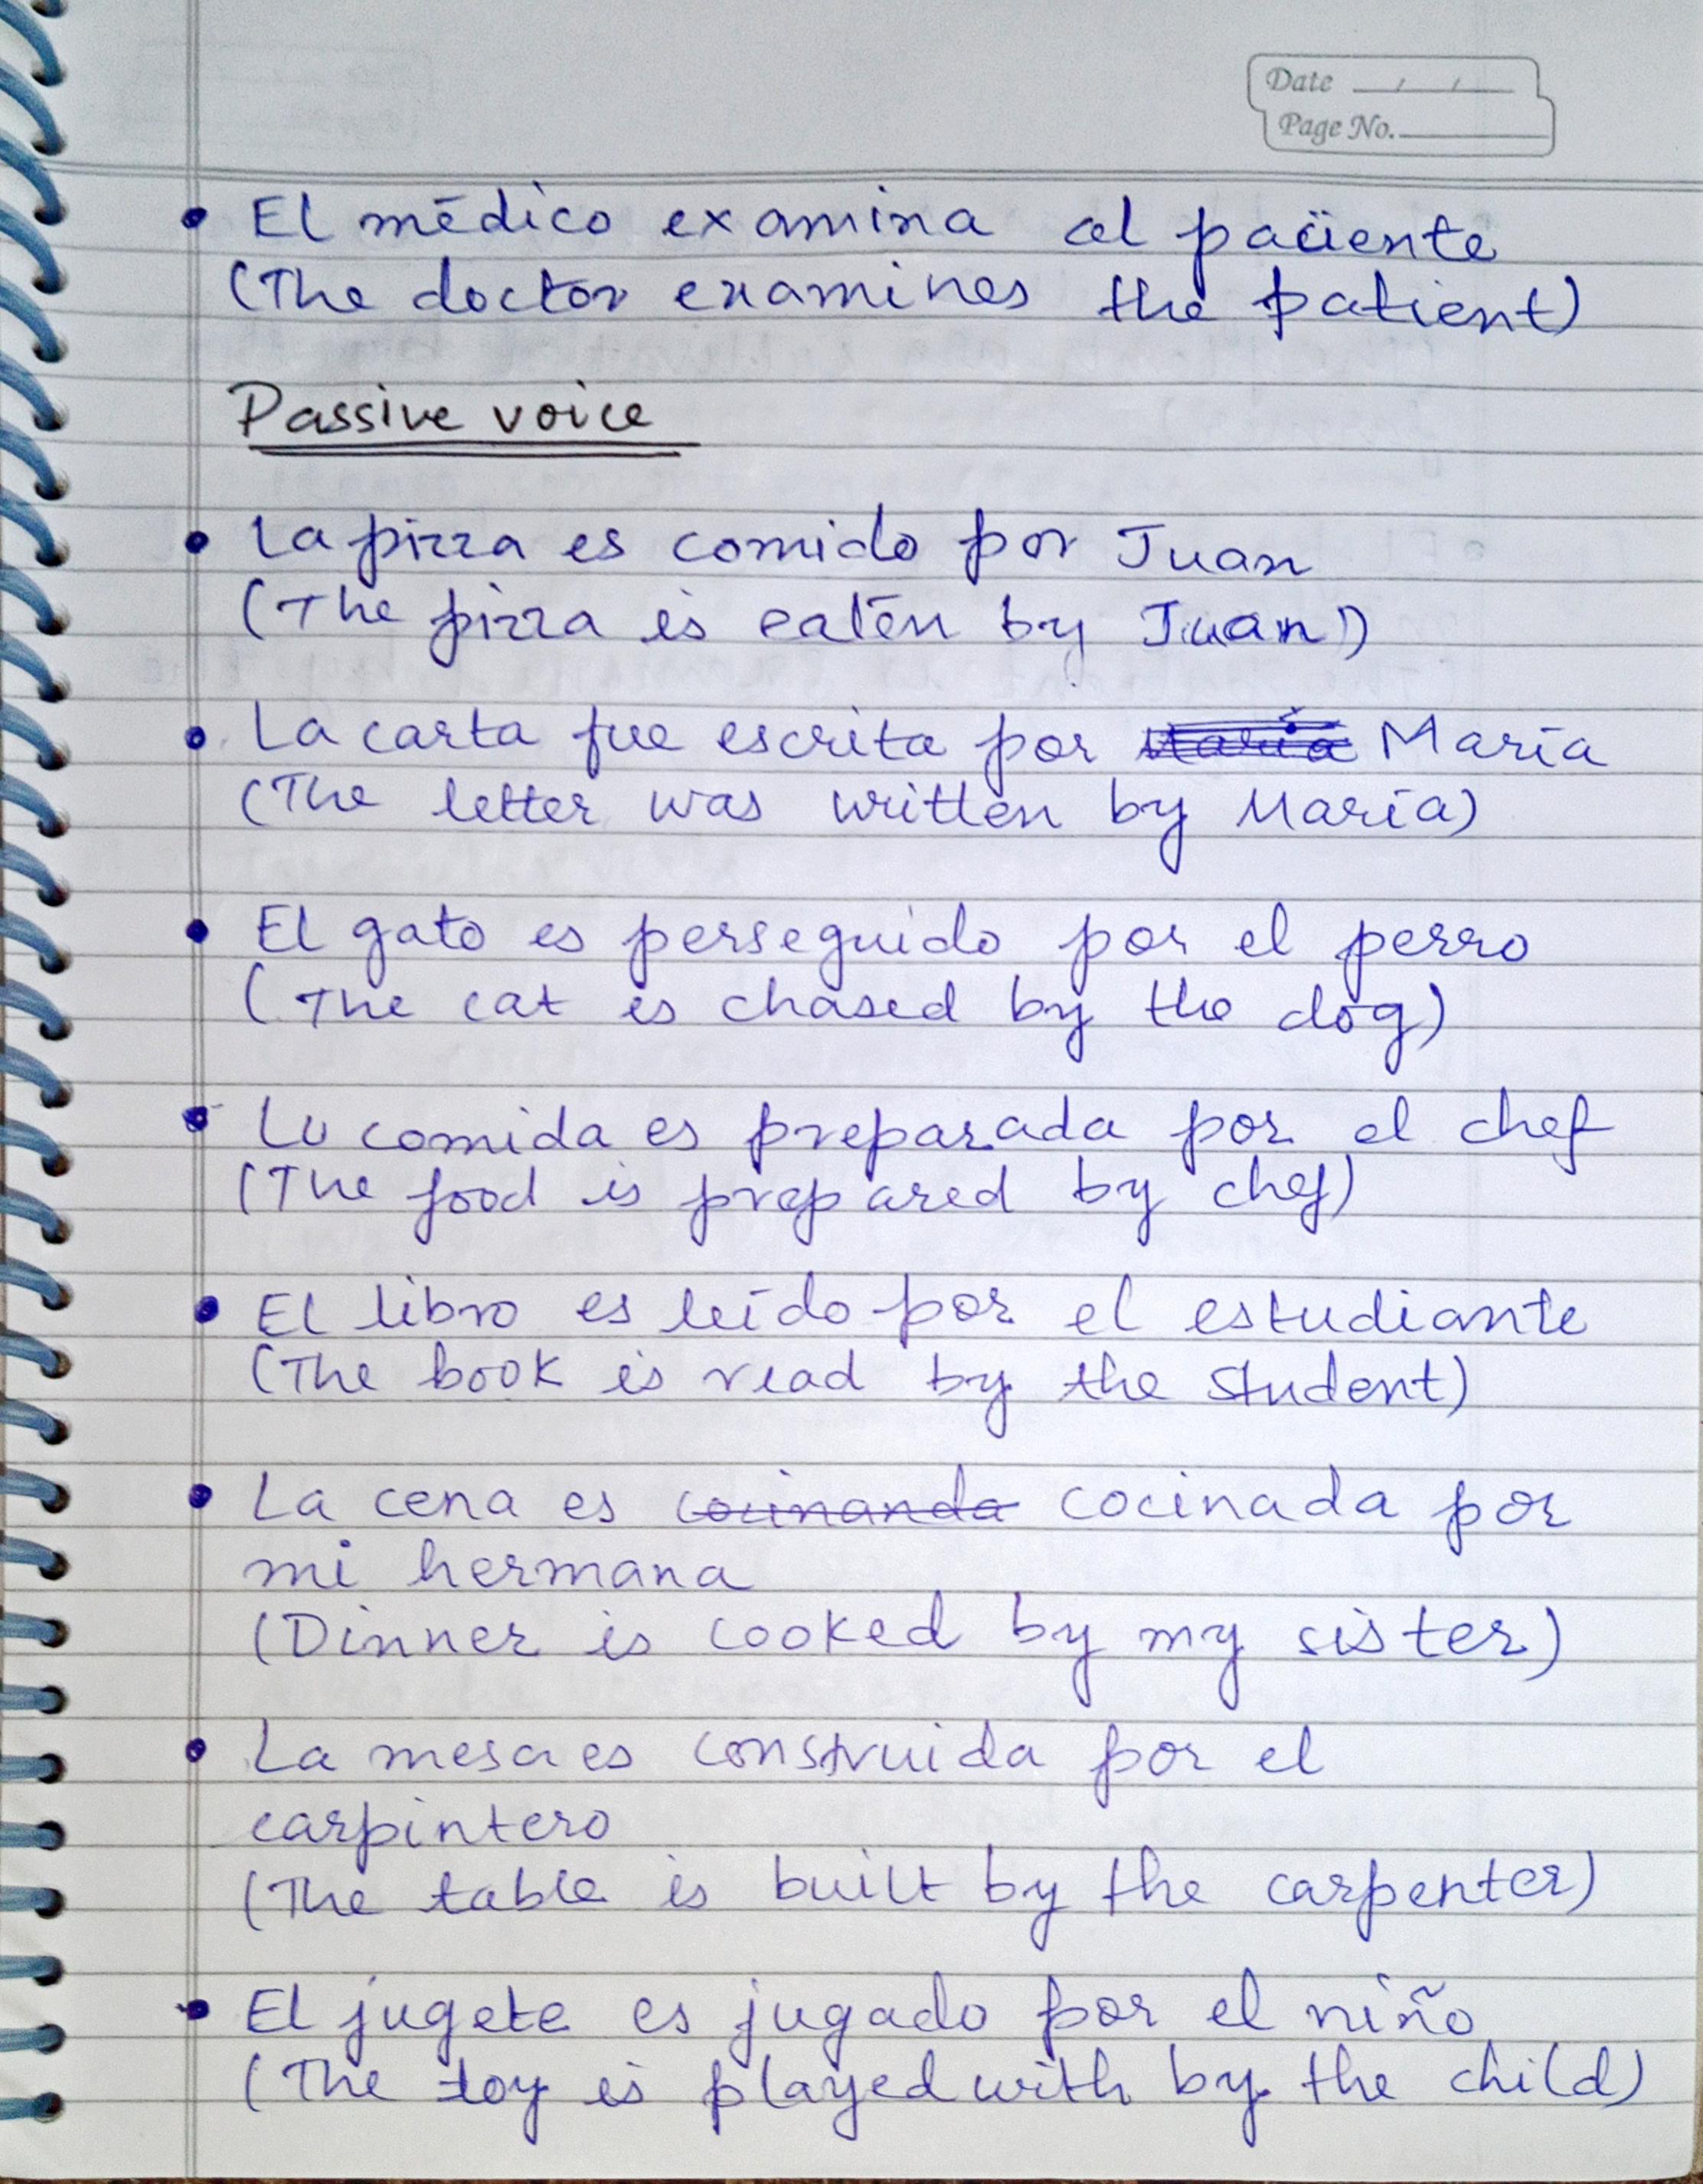 Date __/__/__
Page No.______
• El médico examina al paciente
(The doctor examines the patient)
Passive voice
• La pizza es comido por Juan
(The pizza is eaten by Juan)
• La carta fue escrita por María María
(The letter was written by María)
• El gato es perseguido por el perro
(The cat is chased by the dog)
• La comida es preparada por el chef
(The food is prepared by chef)
• El libro es leído por el estudiante
(The book is read by the student)
• La cena es cocinanda cocinada por
mi hermana
(Dinner is cooked by my sister)
• La mesa es construida por el
carpintero
(The table is built by the carpenter)
• El jugete es jugado por el niño
(The toy is played with by the child)